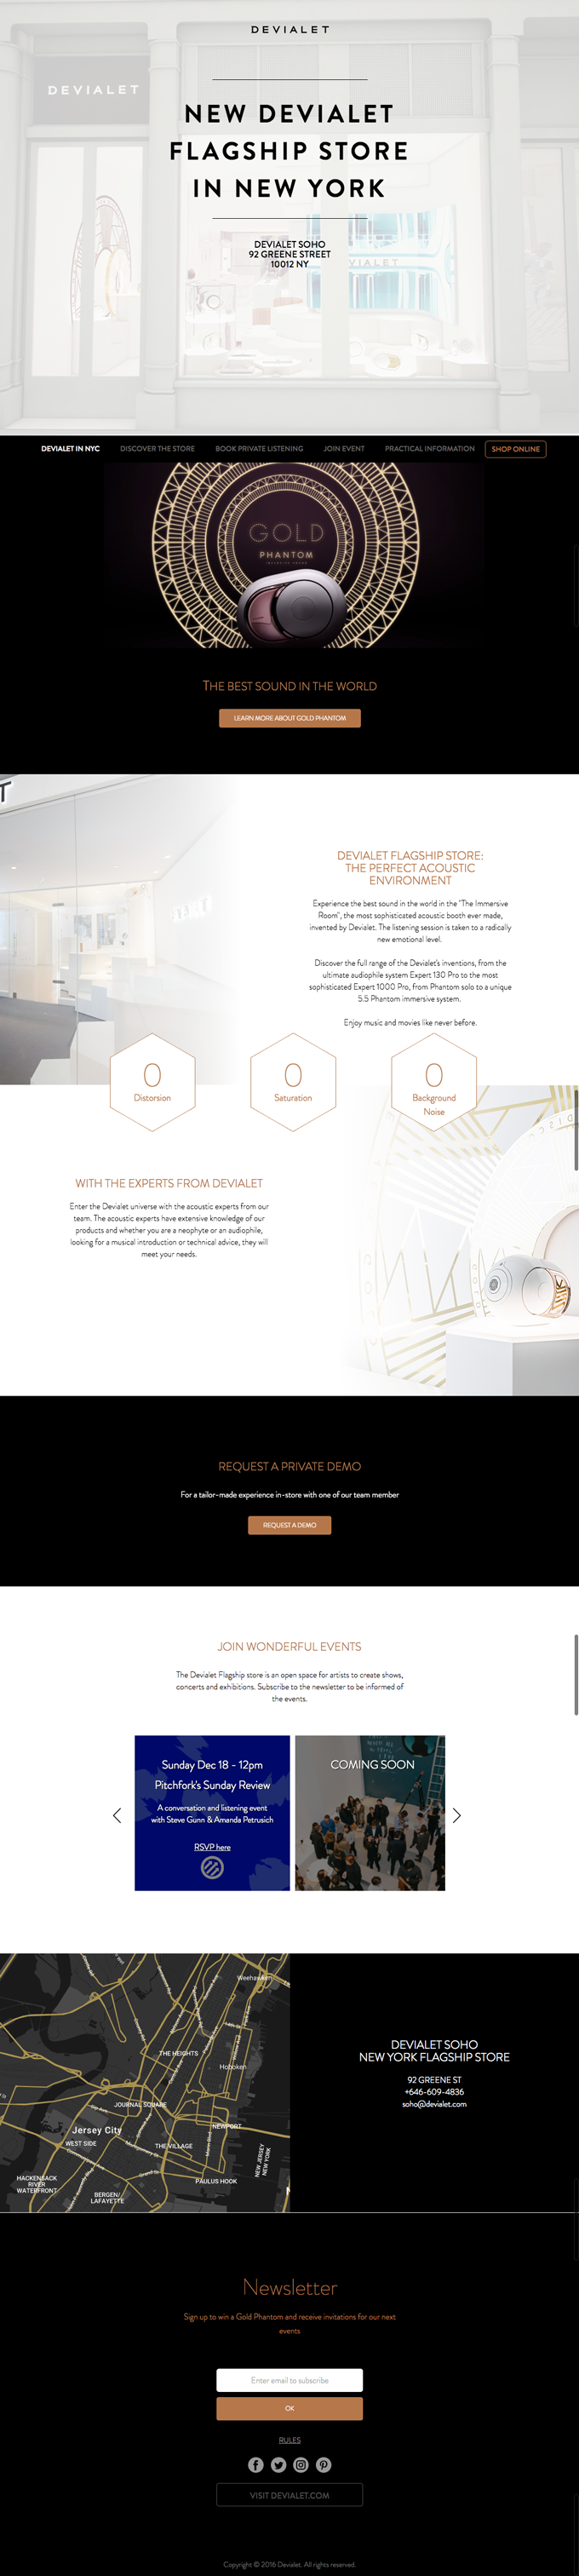 DEVIALET
DEVIALET
NEW DEVIALET
FLAGSHIP STORE
IN NEW YORK
DEVIALET SOHO
92 GREENE STREET
10012 NY
VIALET
DEVIALET IN NYC
DISCOVER THE STORE
BOOK PRIVATE LISTENING
JOIN EVENT
PRACTICAL INFORMATION
SHOP ONLINE
GOLD
PHANTOM
THE BEST SOUND IN THE WORLD
LEARN MORE ABOUT GOLD PHANTOM
T
DEVIALET FLAGSHIP STORE:
THE PERFECT ACOUSTIC
ENVIRONMENT
Experience the best sound in the world in the "The Immersive
Room", the most sophisticated acoustic booth ever made,
invented by Devialet. The listening session is taken to a radically
new emotional level.
Discover the full range of the Devialet's inventions, from the
ultimate audiophile system Expert 130 Pro to the most
sophisticated Expert 1000 Pro, from Phantom solo to a unique
5.5 Phantom immersive system.
Enjoy music and movies like never before.
0
Distorsion
0
Saturation
0
Background
Noise
WITH THE EXPERTS FROM DEVIALET
Enter the Devialet universe with the acoustic experts from our
team. The acoustic experts have extensive knowledge of our
products and whether you are a neophyte or an audiophile,
looking for a musical introduction or technical advice, they will
meet your needs.
REQUEST A PRIVATE DEMO
For a tailor-made experience in-store with one of our team member
REQUEST A DEMO
JOIN WONDERFUL EVENTS
The Devialet Flagship store is an open space for artists to create shows,
concerts and exhibitions. Subscribe to the newsletter to be informed of
the events.
Sunday Dec 18 - 12pm
Pitchfork's Sunday Review
A conversation and listening event
with Steve Gunn & Amanda Petrusich
RSVP here
COMING SOON
Weehawken
THE HEIGHTS
Hoboken
JOURNAL SQUARE
Jersey City
NEWPORT
WEST SIDE
THE VILLAGE
HACKENSACK
RIVER
WATERFRONT
PAULUS HOOK
NEW JERSEY
NEW YORK
BERGEN/
LAFAYETTE
DEVIALET SOHO
NEW YORK FLAGSHIP STORE
92 GREENE ST
+646-609-4836
soho@devialet.com
Newsletter
Sign up to win a Gold Phantom and receive invitations for our next
events
Enter email to subscribe
OK
RULES
VISIT DEVIALET.COM
Copyright © 2016 Devialet. All rights reserved.